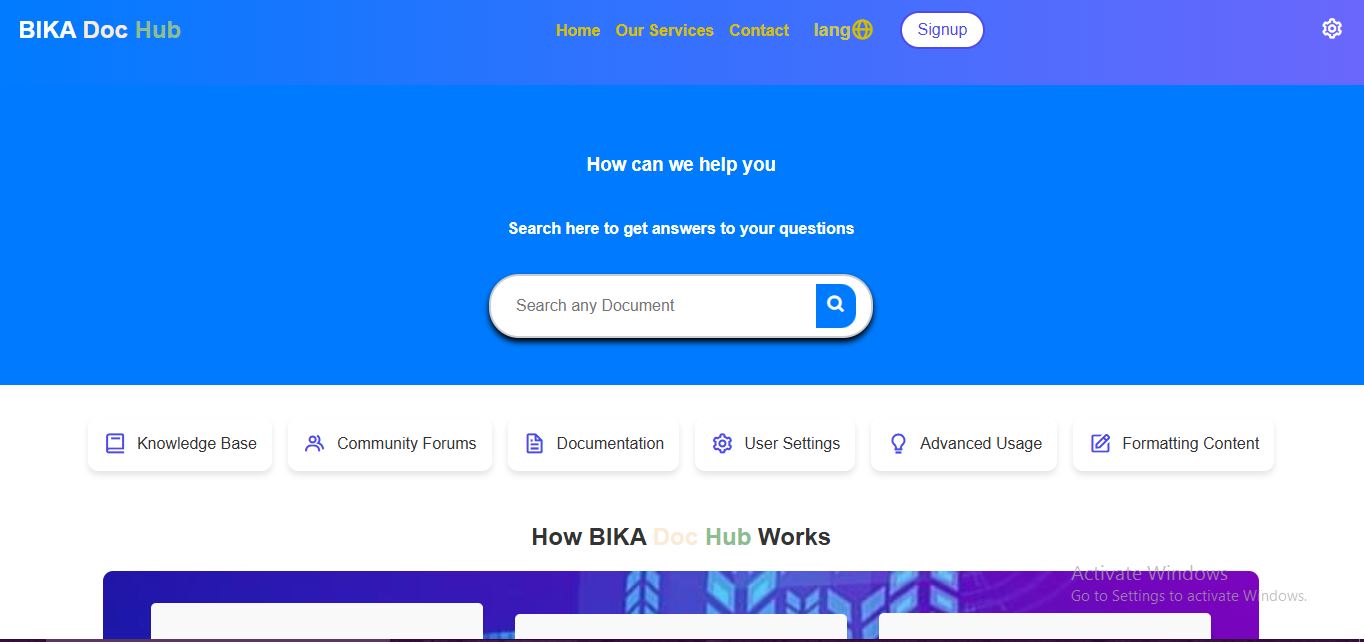 BIKA Doc Hub Home Our Services Contact lang Signup
How can we help you
Search here to get answers to your questions
Search any Document
Knowledge Base Community Forums Documentation User Settings Advanced Usage Formatting Content
How BIKA Doc Hub Works
Activate Windows
Go to Settings to activate Windows.